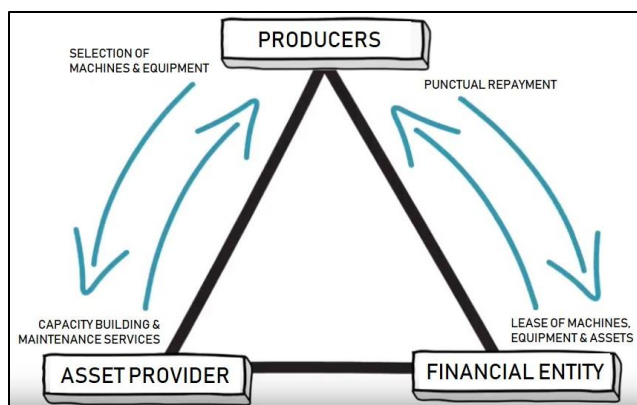 PRODUCERS
SELECTION OF
MACHINES & EQUIPMENT
PUNCTUAL REPAYMENT
CAPACITY BUILDING &
MAINTENANCE SERVICES
LEASE OF MACHINES,
EQUIPMENT & ASSETS
ASSET PROVIDER
FINANCIAL ENTITY